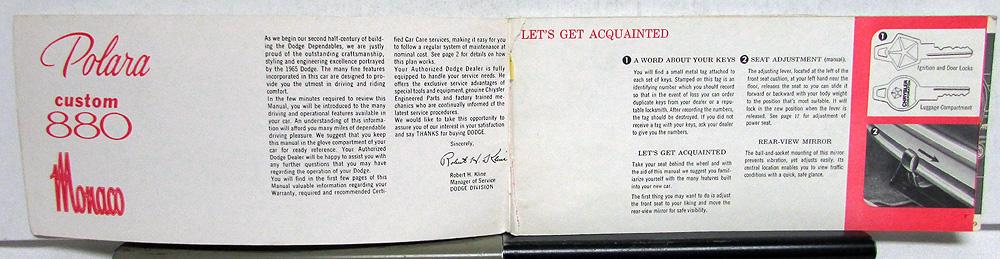 Polara
custom
880
Monaco
As we begin our second half-century of build-
ing the Dodge Dependables, we are justly
proud of the outstanding craftsmanship,
styling and engineering excellence portrayed
by the 1965 Dodge. The many fine features
incorporated in this car are designed to pro-
vide you the utmost in driving and riding
comfort.
In the few minutes required to review this
Manual, you will be introduced to the many
driving and operational features available in
your car. An understanding of this informa-
tion will afford you many miles of dependable
driving pleasure. We suggest that you keep
this manual in the glove compartment of your
car for ready reference. Your Authorized
Dodge Dealer will be happy to assist you with
any further questions that you may have
regarding the operation of your Dodge.
You will find in the first few pages of this
Manual valuable information regarding your
Warranty, required and recommended Certi-
fied Car Care services, making it easy for you
to follow a regular system of maintenance at
nominal cost. See page 2 for details on how
this plan works.
Your Authorized Dodge Dealer is fully
equipped to handle your service needs. He
offers the exclusive service advantages of
special tools and equipment, genuine Chrysler
Engineered Parts and factory trained me-
chanics who are continually informed of the
latest service procedures.
We would like to take this opportunity to
assure you of our interest in your satisfaction
and say THANKS for buying DODGE.
Sincerely,
Robert H. Kline
Robert H. Kline
Manager of Service
DODGE DIVISION
LET'S GET ACQUAINTED
1 A WORD ABOUT YOUR KEYS
You will find a small metal tag attached to
each set of keys. Stamped on this tag is an
identifying number which you should record
so that in the event of loss you can order
duplicate keys from your dealer or a repu-
table locksmith. After recording the numbers,
the tag should be destroyed. If you did not
receive a tag with your keys, ask your dealer
to give you the numbers.
LET'S GET ACQUAINTED
Take your seat behind the wheel and with
the aid of this manual we suggest you famil-
iarize yourself with the many features built
into your new car.
The first thing you may want to do is adjust
the front seat to your liking and move the
rear-view mirror for safe visibility.
2 SEAT ADJUSTMENT (manual).
The adjusting lever, located at the left of the
front seat cushion, at your left hand near the
floor, releases the seat so you can slide it
forward or backward with your body weight
to the position that's most suitable. It will
lock in the new position when the lever is
released. See page 17 for adjustment of
power seat.
REAR-VIEW MIRROR
The ball-and-socket mounting of this mirror
prevents vibration, yet adjusts easily. Its
central location enables you to view traffic
conditions with a quick, safe glance.
1
Ignition and Door Locks
CHRYSLER
Luggage Compartment
2